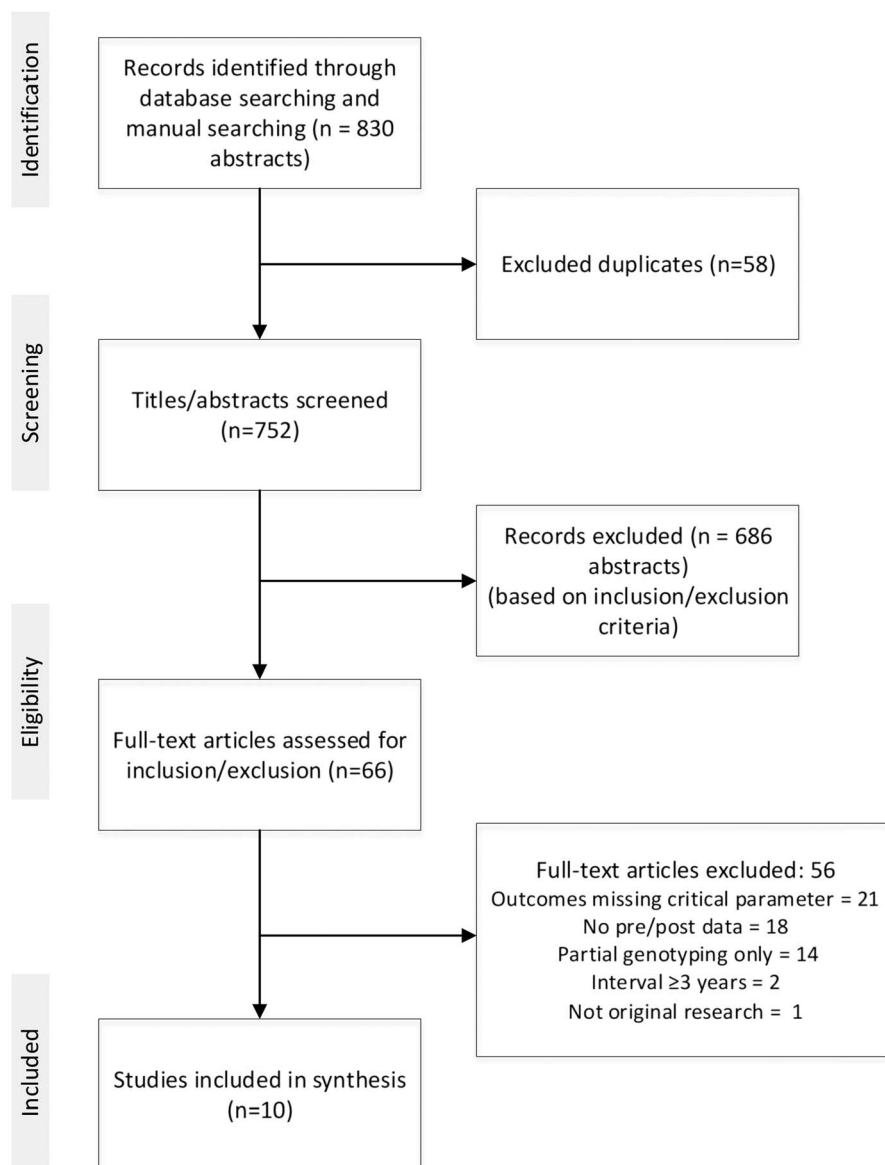 Identification
Records identified through
database searching and
manual searching (n = 830
abstracts)
Excluded duplicates (n=58)
Screening
Titles/abstracts screened
(n=752)
Records excluded (n = 686
abstracts)
(based on inclusion/exclusion
criteria)
Eligibility
Full-text articles assessed for
inclusion/exclusion (n=66)
Full-text articles excluded: 56
Outcomes missing critical parameter = 21
No pre/post data = 18
Partial genotyping only = 14
Interval ≥3 years = 2
Not original research = 1
Included
Studies included in synthesis
(n=10)